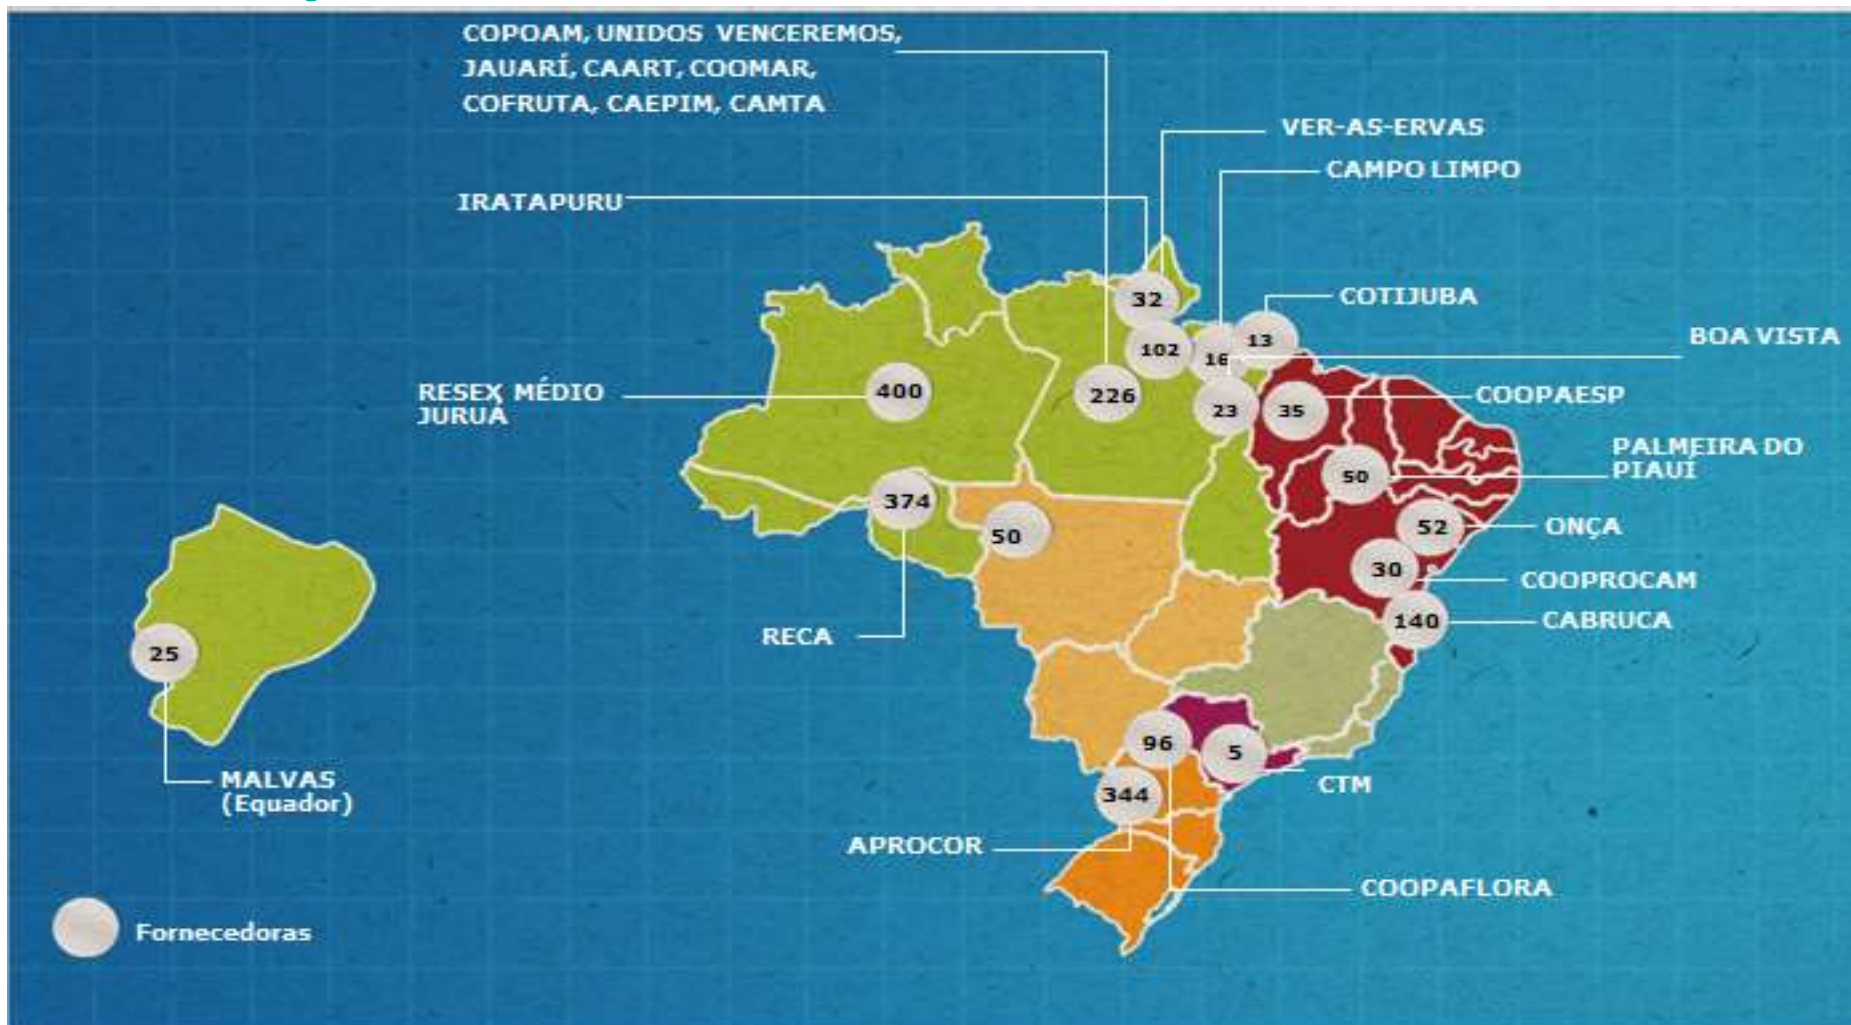 COPOAM, UNIDOS VENCEREMOS,
JAUARÍ, CAART, COOMAR,
COFRUTA, CAEPIM, CAMTA
VER-AS-ERVAS
CAMPO LIMPO
IRATAPURU
COTIJUBA
BOA VISTA
RESEX MÉDIO
JURUÁ
COOPAESP
PALMEIRA DO
PIAUÍ
ONÇA
COOPROCAM
CABRUCA
RECA
MALVAS
(Equador)
CTM
APROCOR
COOPAFLORA
Fornecedoras
32
102
16
13
400
226
23
35
50
374
50
52
30
140
25
96
5
344